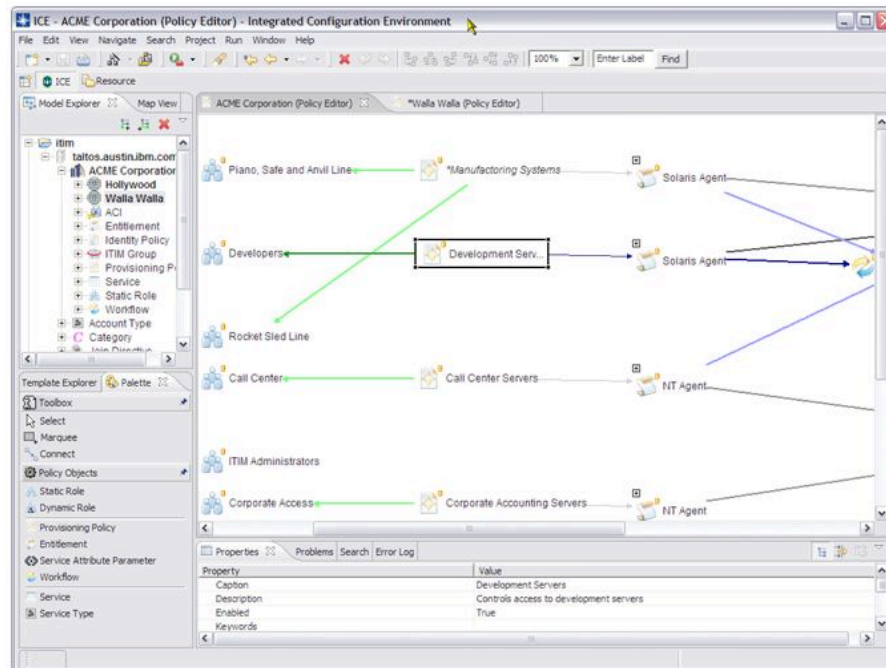 ICE - ACME Corporation (Policy Editor) - Integrated Configuration Environment
File Edit View Navigate Search Project Run Window Help
100% Enter Label Find
ICE Resource
Model Explorer Map View
ACME Corporation (Policy Editor) *Walla Walla (Policy Editor)
itim
taltos.austin.ibm.com
ACME Corporation
Hollywood
Walla Walla
ACI
Entitlement
Identity Policy
ITIM Group
Provisioning P
Service
Static Role
Workflow
Account Type
Category
Join Directive
Piano, Safe and Anvil Line *Manufactoring Systems Solaris Agent
Developers Development Serv... Solaris Agent
Rocket Sled Line
Call Center Call Center Servers NT Agent
ITIM Administrators
Corporate Access Corporate Accounting Servers NT Agent
Template Explorer Palette
Toolbox
Select
Marquee
Connect
Policy Objects
Static Role
Dynamic Role
Provisioning Policy
Entitlement
Service Attribute Parameter
Workflow
Service
Service Type
Properties Problems Search Error Log
Property Value
Caption Development Servers
Description Controls access to development servers
Enabled True
Keywords